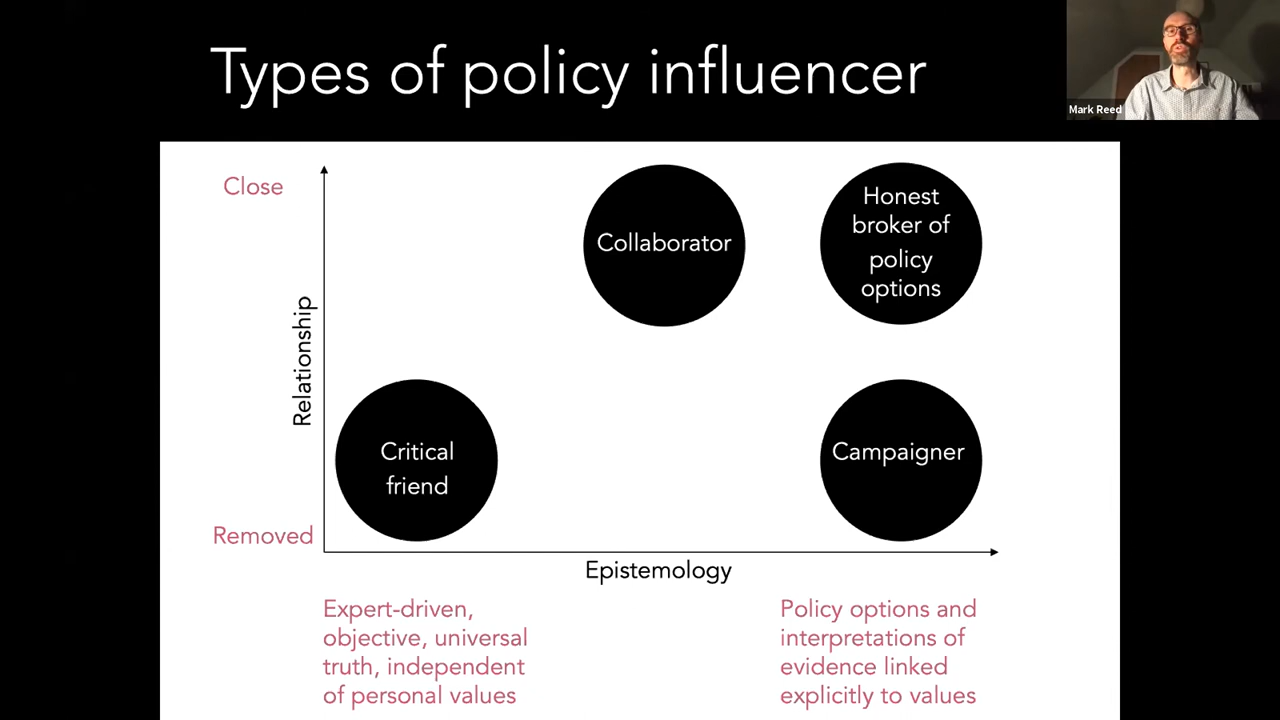 Types of policy influencer
Mark Reed
Close
Relationship
Removed
Collaborator
Honest
broker of
policy
options
Critical
friend
Campaigner
Epistemology
Expert-driven,
objective, universal
truth, independent
of personal values
Policy options and
interpretations of
evidence linked
explicitly to values